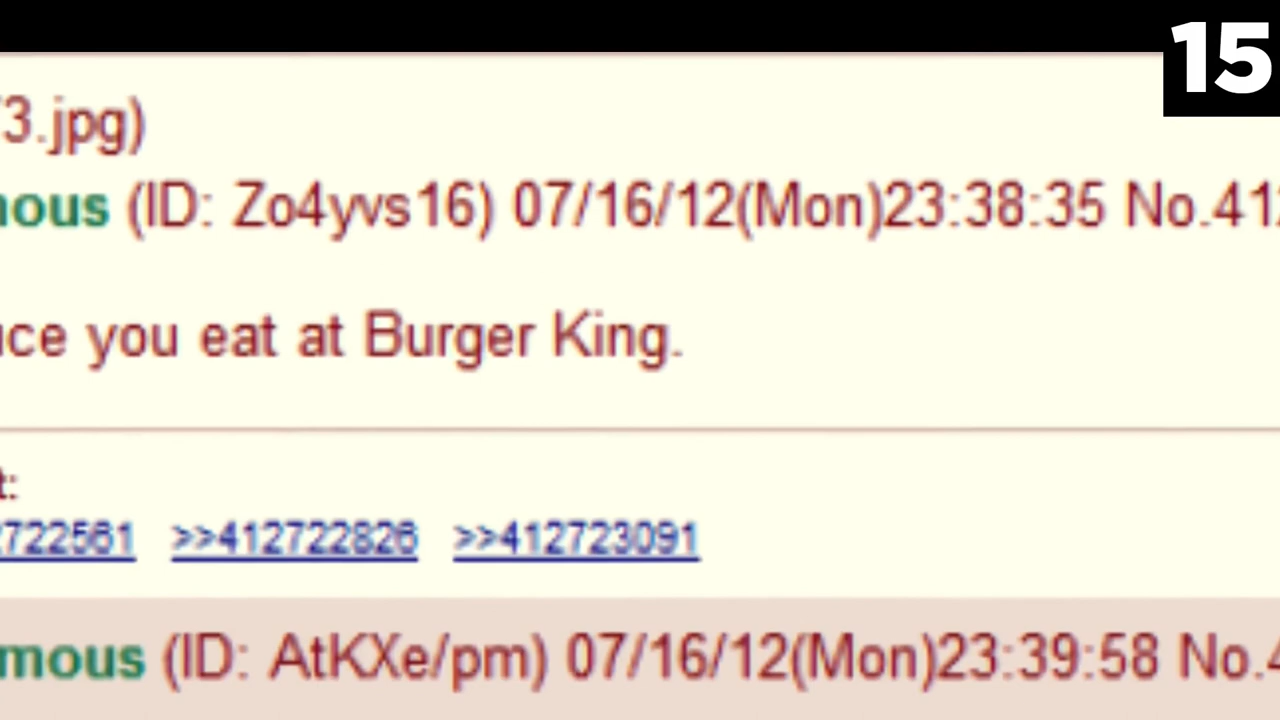 15
3.jpg)
nous (ID: Zo4yvs16) 07/16/12(Mon)23:38:35 No.41
uce you eat at Burger King.
t:
722561 >>412722826 >>412723091
mous (ID: AtKXe/pm) 07/16/12(Mon)23:39:58 No.4